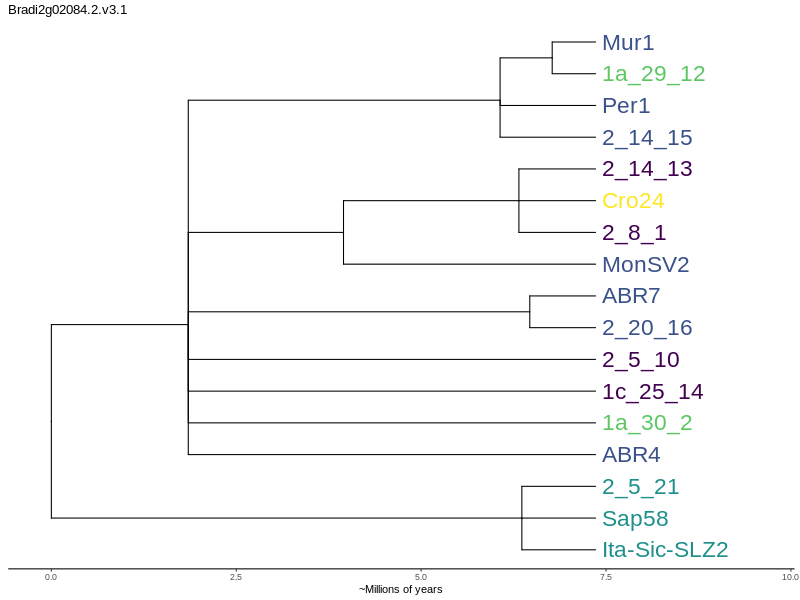 Bradi2g02084.2.v3.1
Mur1
1a_29_12
Per1
2_14_15
2_14_13
Cro24
2_8_1
MonSV2
ABR7
2_20_16
2_5_10
1c_25_14
1a_30_2
ABR4
2_5_21
Sap58
Ita-Sic-SLZ2
0.0 2.5 5.0 7.5 10.0
~Millions of years